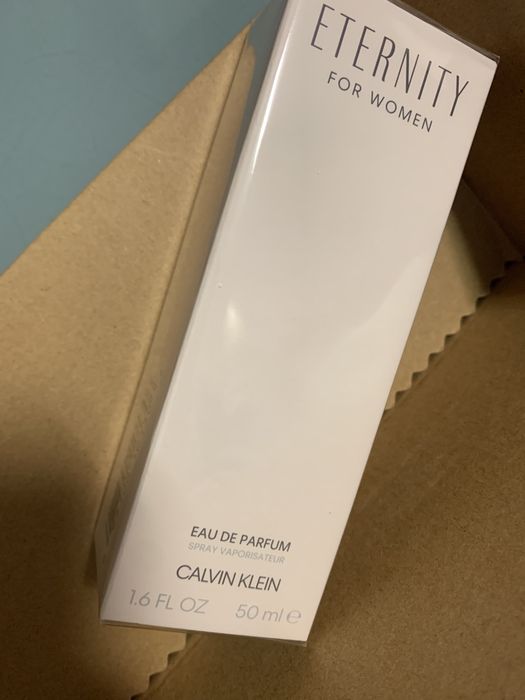 ETERNITY
FOR WOMEN
EAU DE PARFUM
SPRAY VAPORISATEUR
CALVIN KLEIN
1.6 FL OZ 50 ml ℮